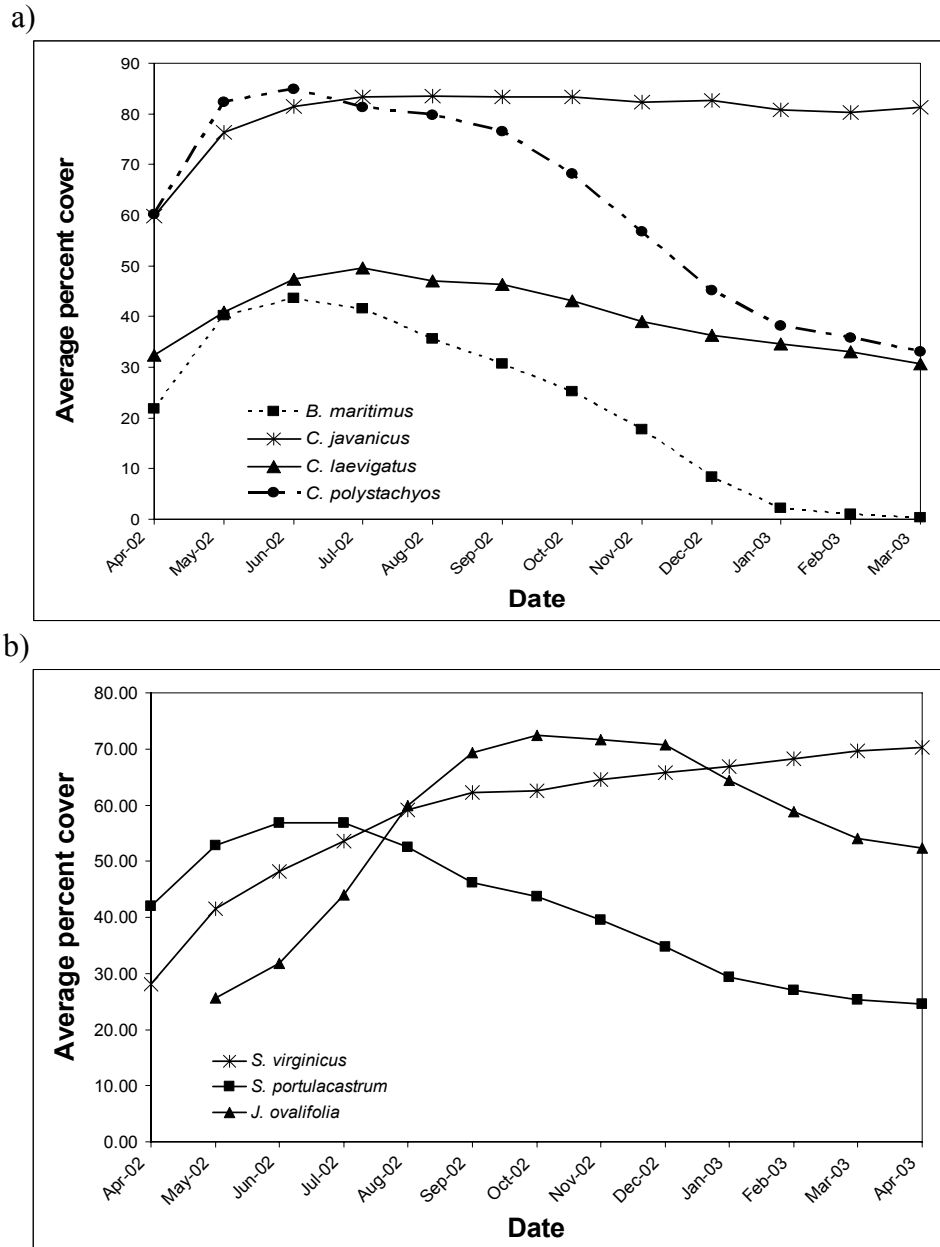 a)
90
80
70
60
50
40
30
20
10
0
Average percent cover
B. maritimus
C. javanicus
C. laevigatus
C. polystachyos
Apr-02
May-02
Jun-02
Jul-02
Aug-02
Sep-02
Oct-02
Nov-02
Dec-02
Jan-03
Feb-03
Mar-03
Date
b)
80.00
70.00
60.00
50.00
40.00
30.00
20.00
10.00
0.00
Average percent cover
S. virginicus
S. portulacastrum
J. ovalifolia
Apr-02
May-02
Jun-02
Jul-02
Aug-02
Sep-02
Oct-02
Nov-02
Dec-02
Jan-03
Feb-03
Mar-03
Apr-03
Date